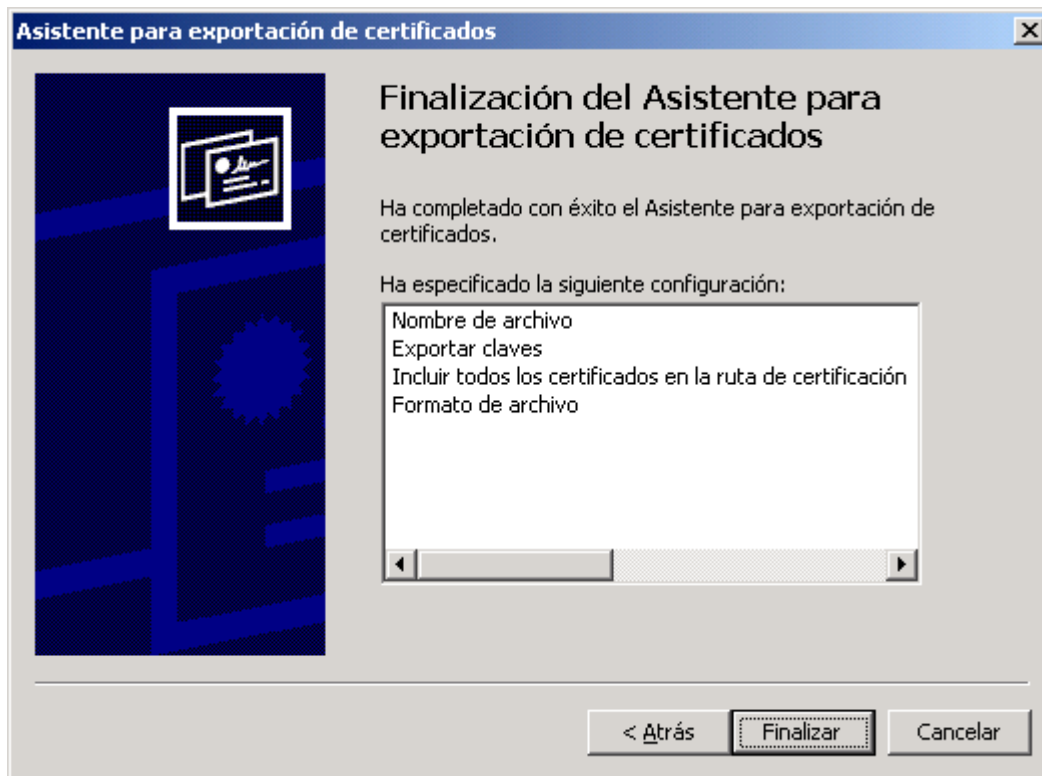 Asistente para exportación de certificados
Finalización del Asistente para
exportación de certificados
Ha completado con éxito el Asistente para exportación de
certificados.
Ha especificado la siguiente configuración:
Nombre de archivo
Exportar claves
Incluir todos los certificados en la ruta de certificación
Formato de archivo
< Atrás
Finalizar
Cancelar